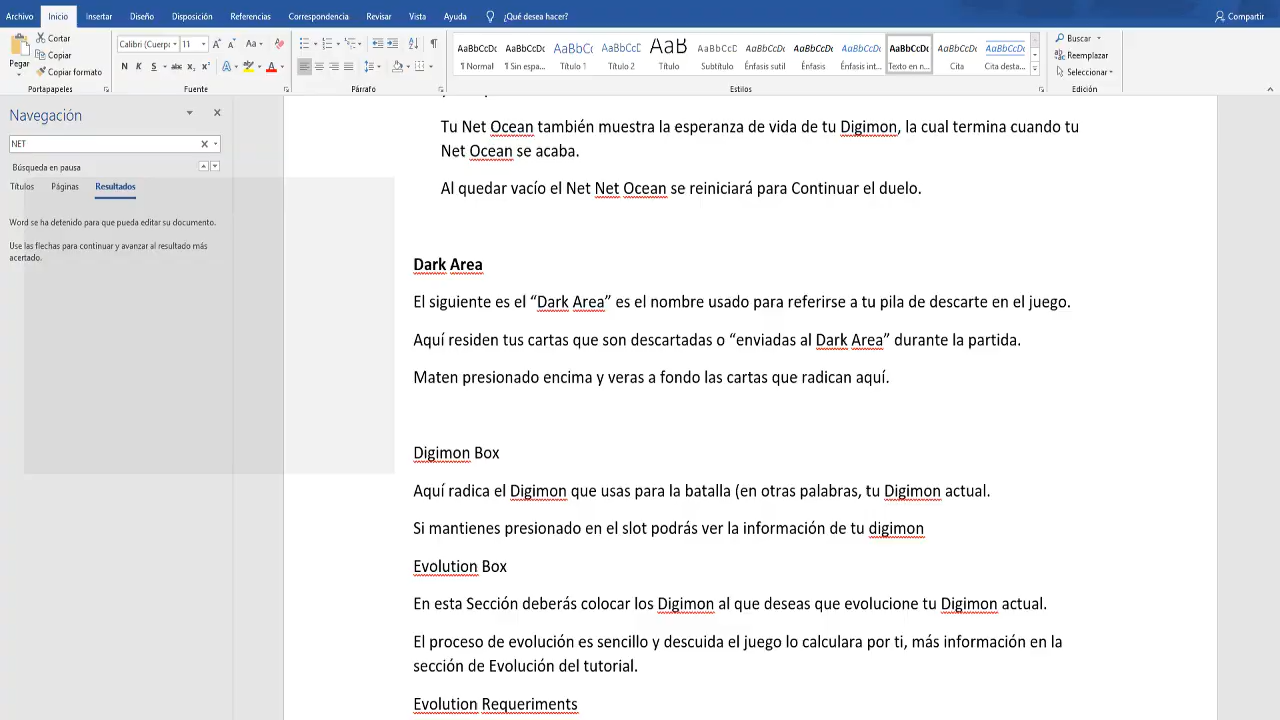 Archivo Inicio Insertar Diseño Disposición Referencias Correspondencia Revisar Vista Ayuda ¿Qué desea hacer? Compartir
Pegar
Cortar
Copiar
Copiar formato
Portapapeles
Calibri (Cuerpo 11
Fuente
Párrafo
AaBbCcDc AaBbCcDc AaBbCc AaBbCcC AaB AaBbCcC AaBbCcDc AaBbCcDc AaBbCcDc AaBbCcDc AaBbCcDc AaBbCcDc
¶ Normal ¶ Sin espa... Título 1 Título 2 Título Subtítulo Énfasis sutil Énfasis Énfasis int... Texto en n... Cita Cita desta...
Estilos
Buscar
Reemplazar
Seleccionar
Edición
Navegación
NET
Búsqueda en pausa
Títulos Páginas Resultados
Word se ha detenido para que pueda editar su documento.
Use las flechas para continuar y avanzar al resultado más
acertado.
Tu Net Ocean también muestra la esperanza de vida de tu Digimon, la cual termina cuando tu
Net Ocean se acaba.
Al quedar vacío el Net Net Ocean se reiniciará para Continuar el duelo.
Dark Area
El siguiente es el “Dark Area” es el nombre usado para referirse a tu pila de descarte en el juego.
Aquí residen tus cartas que son descartadas o “enviadas al Dark Area” durante la partida.
Maten presionado encima y veras a fondo las cartas que radican aquí.
Digimon Box
Aquí radica el Digimon que usas para la batalla (en otras palabras, tu Digimon actual.
Si mantienes presionado en el slot podrás ver la información de tu digimon
Evolution Box
En esta Sección deberás colocar los Digimon al que deseas que evolucione tu Digimon actual.
El proceso de evolución es sencillo y descuida el juego lo calculara por ti, más información en la
sección de Evolución del tutorial.
Evolution Requeriments